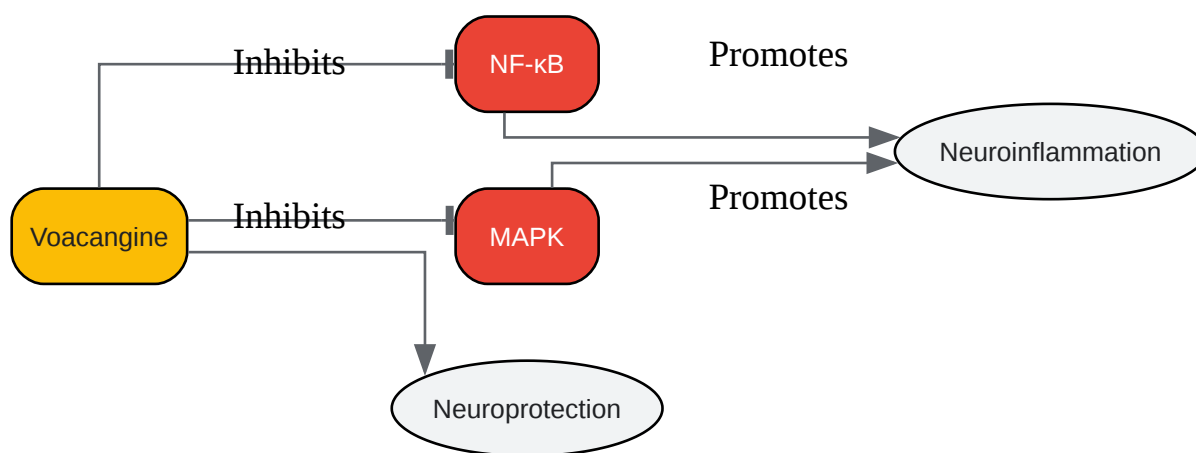 Inhibits
NF-κB
Promotes
Neuroinflammation
Voacangine
Inhibits
MAPK
Promotes
Neuroprotection